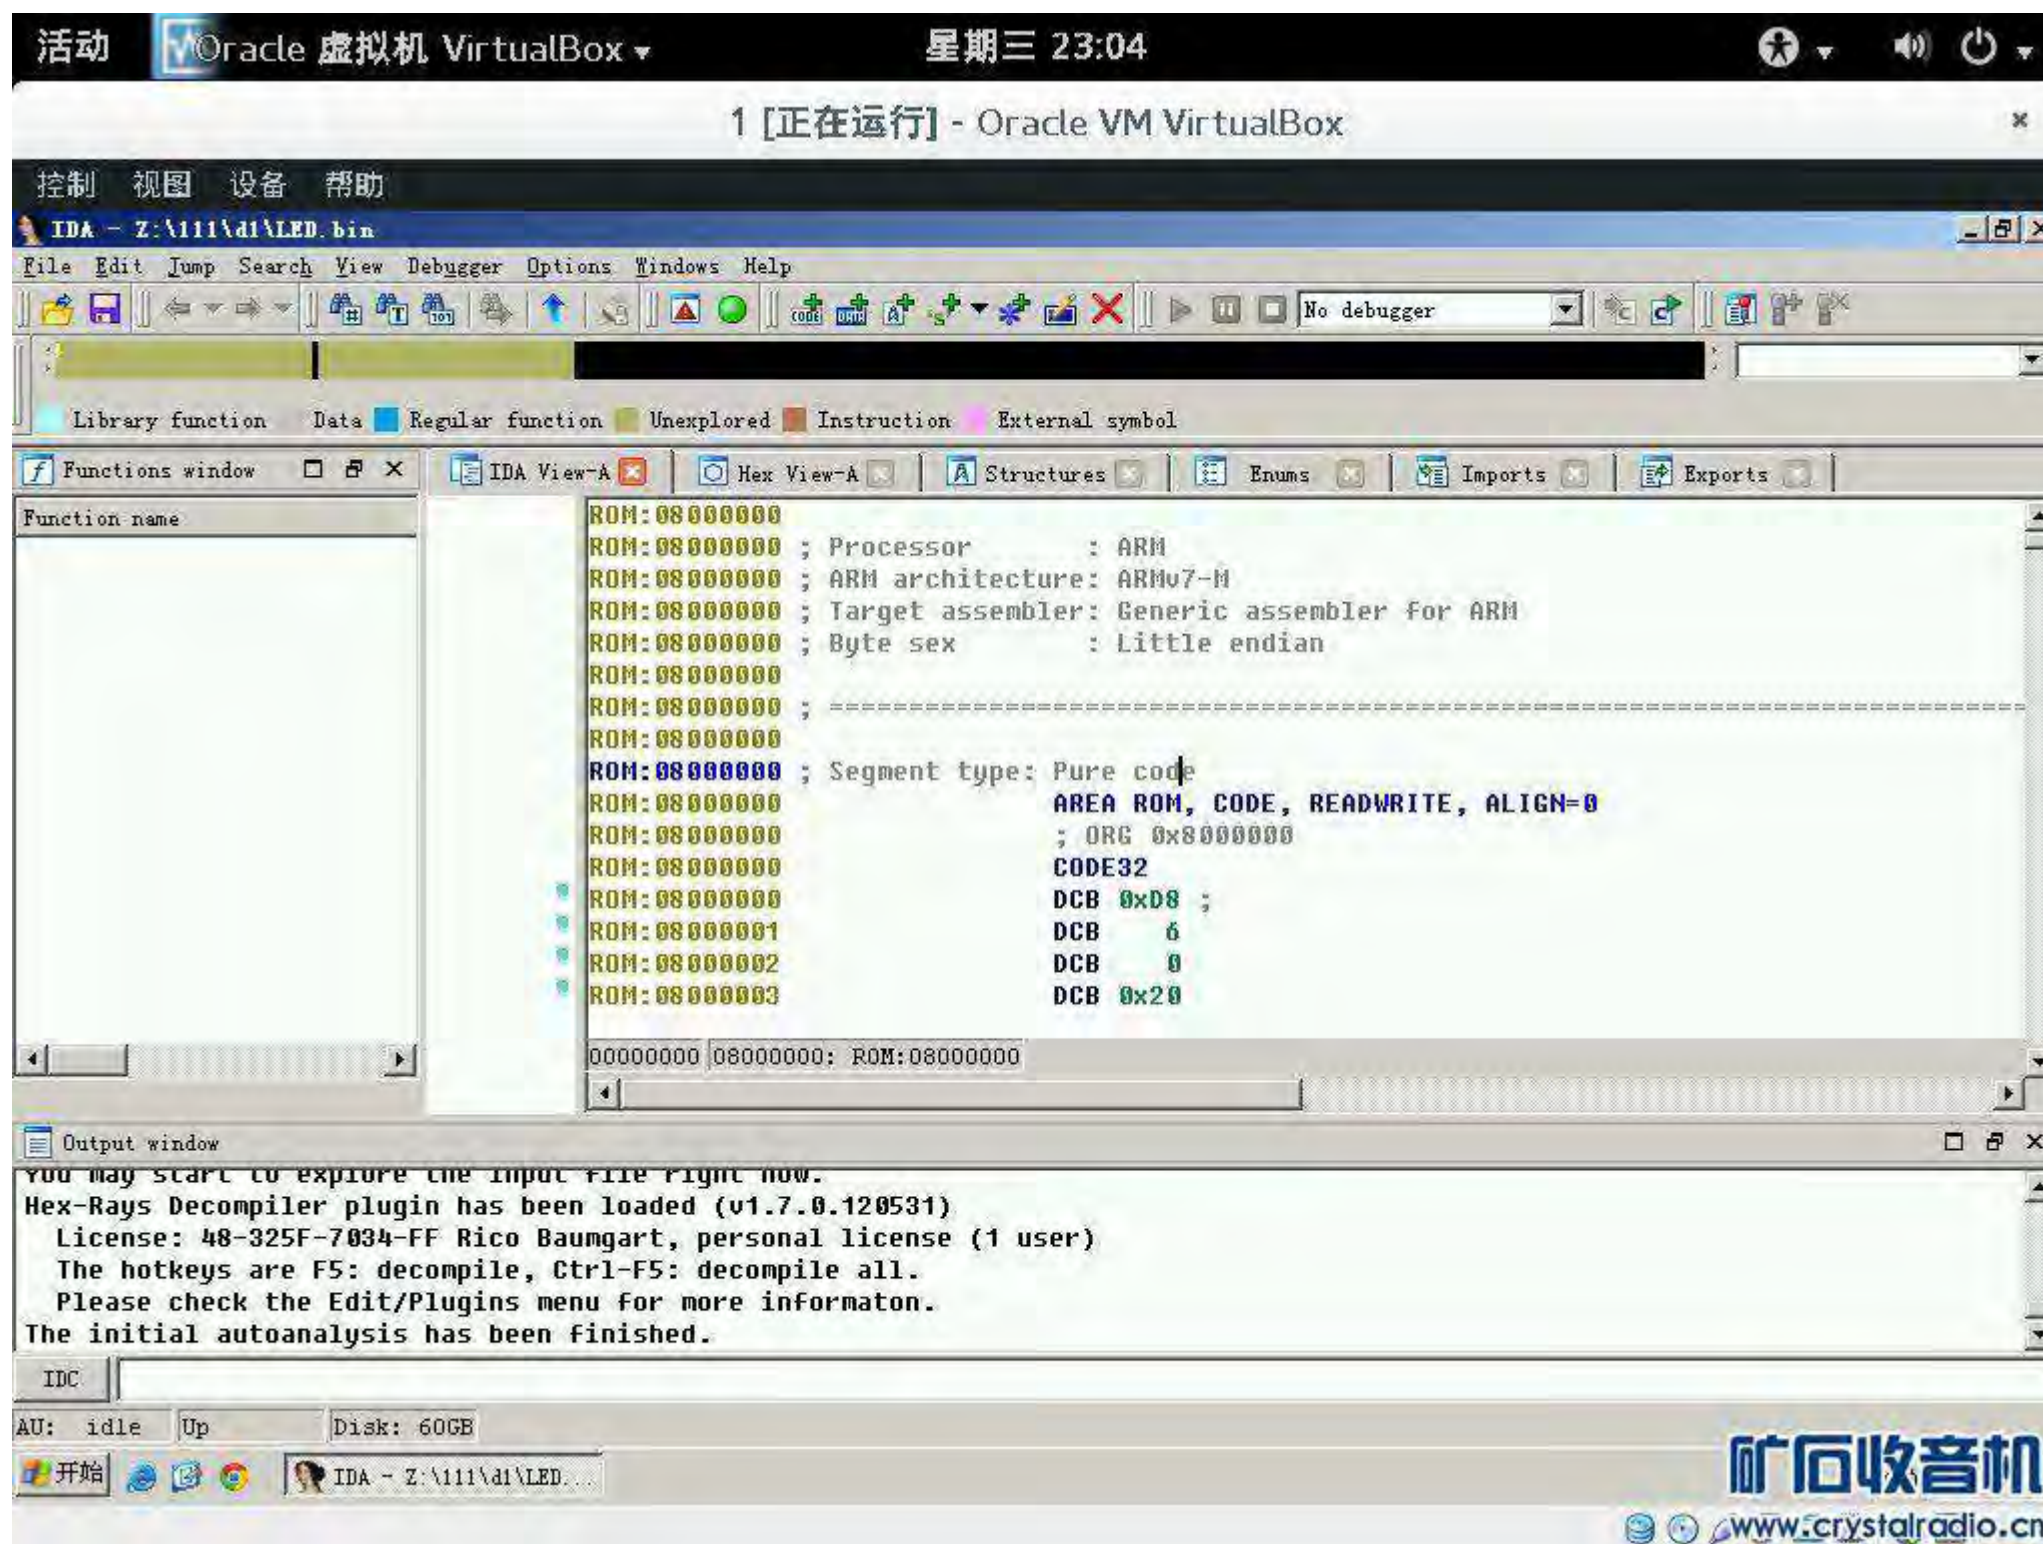 活动 Oracle 虚拟机 VirtualBox 星期三 23:04
1 [正在运行] - Oracle VM VirtualBox
控制 视图 设备 帮助
IDA - Z:\111\d1\LED.bin
File Edit Jump Search View Debugger Options Windows Help
No debugger
Library function Data Regular function Unexplored Instruction External symbol
Functions window IDA View-A Hex View-A Structures Enums Imports Exports
Function name
ROM:08000000
ROM:08000000 ; Processor : ARM
ROM:08000000 ; ARM architecture: ARMv7-M
ROM:08000000 ; Target assembler: Generic assembler for ARM
ROM:08000000 ; Byte sex : Little endian
ROM:08000000
ROM:08000000 ; ===========================================================================
ROM:08000000
ROM:08000000 ; Segment type: Pure code
ROM:08000000 AREA ROM, CODE, READWRITE, ALIGN=0
ROM:08000000 ; ORG 0x8000000
ROM:08000000 CODE32
ROM:08000000 DCB 0xD8 ;
ROM:08000001 DCB 6
ROM:08000002 DCB 0
ROM:08000003 DCB 0x20
00000000 08000000: ROM:08000000
Output window
You may start to explore the input file right now.
Hex-Rays Decompiler plugin has been loaded (v1.7.0.120531)
License: 48-325F-7034-FF Rico Baumgart, personal license (1 user)
The hotkeys are F5: decompile, Ctrl-F5: decompile all.
Please check the Edit/Plugins menu for more informaton.
The initial autoanalysis has been finished.
IDC
AU: idle Up Disk: 60GB
开始 IDA - Z:\111\d1\LED....
矿石收音机
www.crystalradio.cn